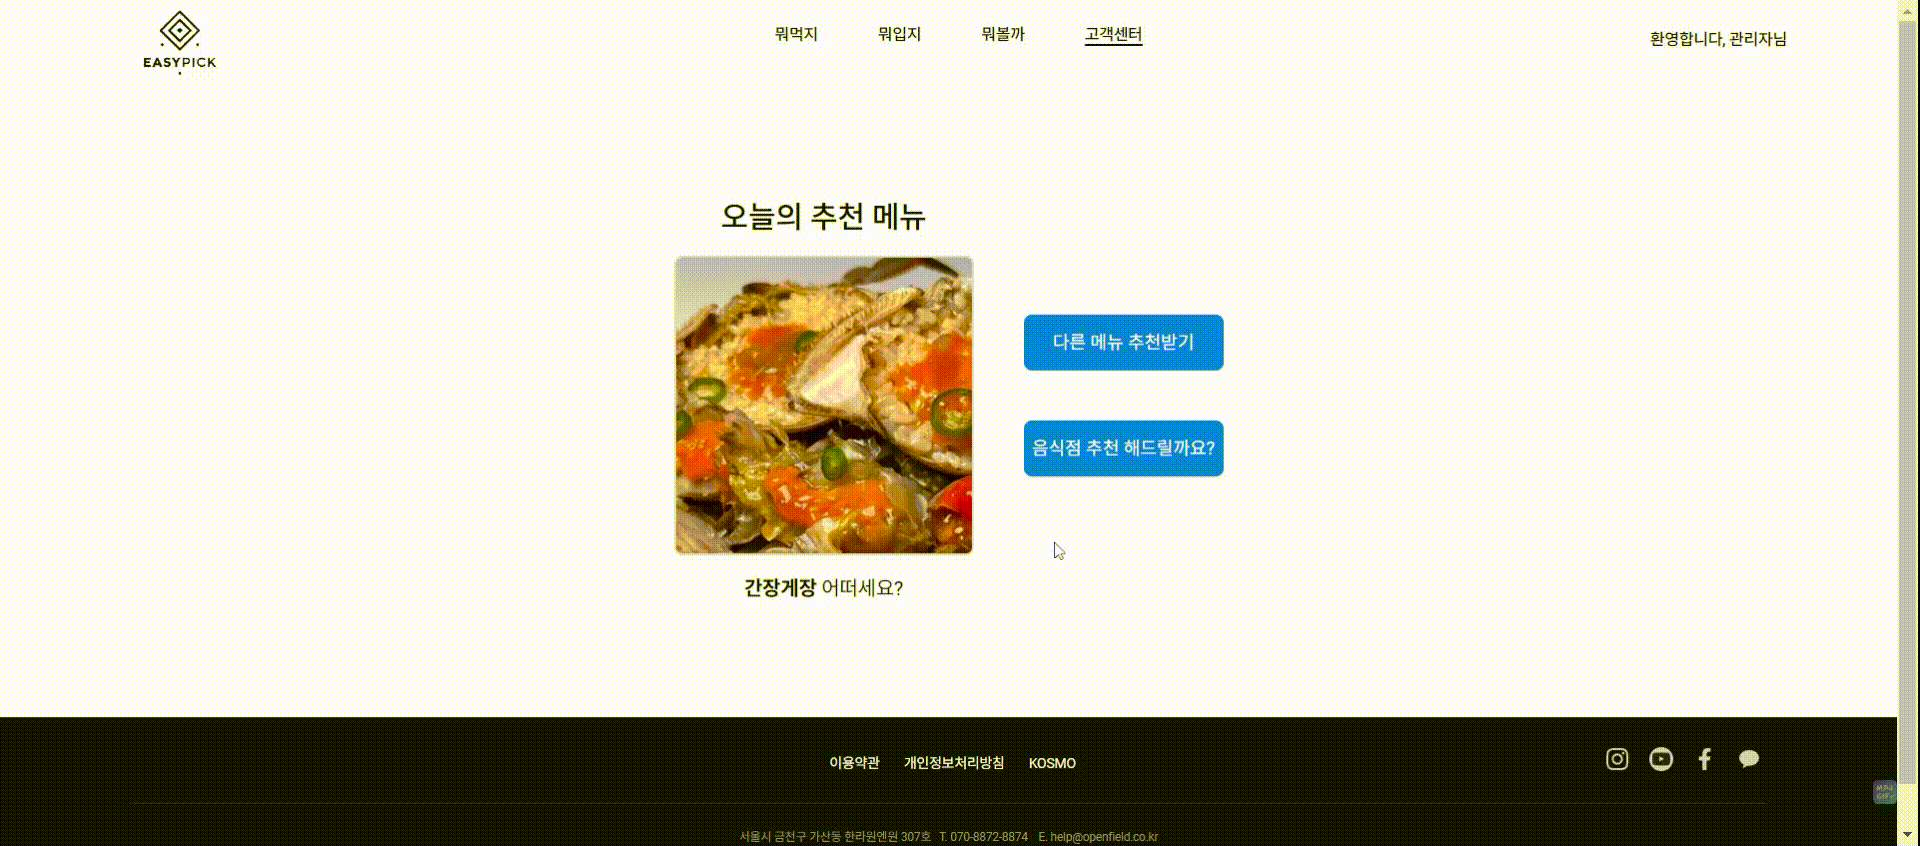 EASYPICK
뭐먹지 뭐입지 뭐볼까 고객센터
환영합니다, 관리자님
오늘의 추천 메뉴
다른 메뉴 추천받기
음식점 추천 해드릴까요?
간장게장 어떠세요?
이용약관 개인정보처리방침 KOSMO
서울시 금천구 가산동 한라원앤원 307호 T. 070-8872-8874 E. help@openfield.co.kr